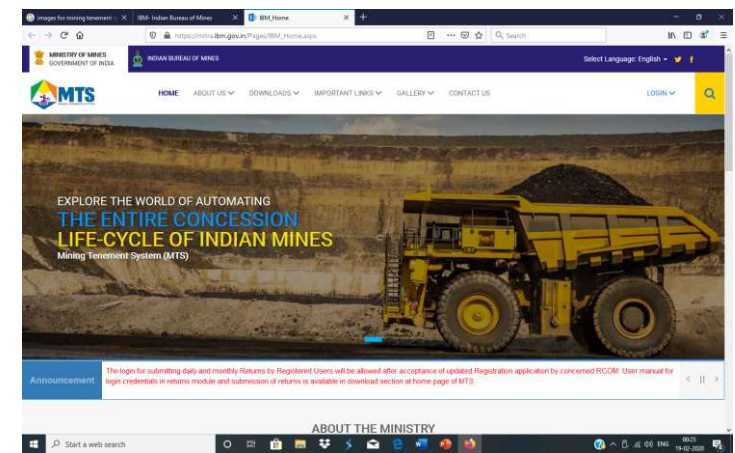 images for mining tenement s
IBM- Indian Bureau of Mines
IBM_Home
https://mitra.ibm.gov.in/Pages/IBM_Home.aspx
Search
MINISTRY OF MINES
GOVERNMENT OF INDIA
INDIAN BUREAU OF MINES
Select Language: English
MTS
HOME ABOUT US DOWNLOADS IMPORTANT LINKS GALLERY CONTACT US LOGIN
EXPLORE THE WORLD OF AUTOMATING
THE ENTIRE CONCESSION
LIFE-CYCLE OF INDIAN MINES
Mining Tenement System (MTS)
Announcement
The login for submitting daily and monthly Returns by Registered Users will be allowed after acceptance of updated Registration application by concerned RCOM. User manual for
login credentials in returns module and submission of returns is available in download section at home page of MTS.
ABOUT THE MINISTRY
Start a web search
ENG
00:25
19-02-2020